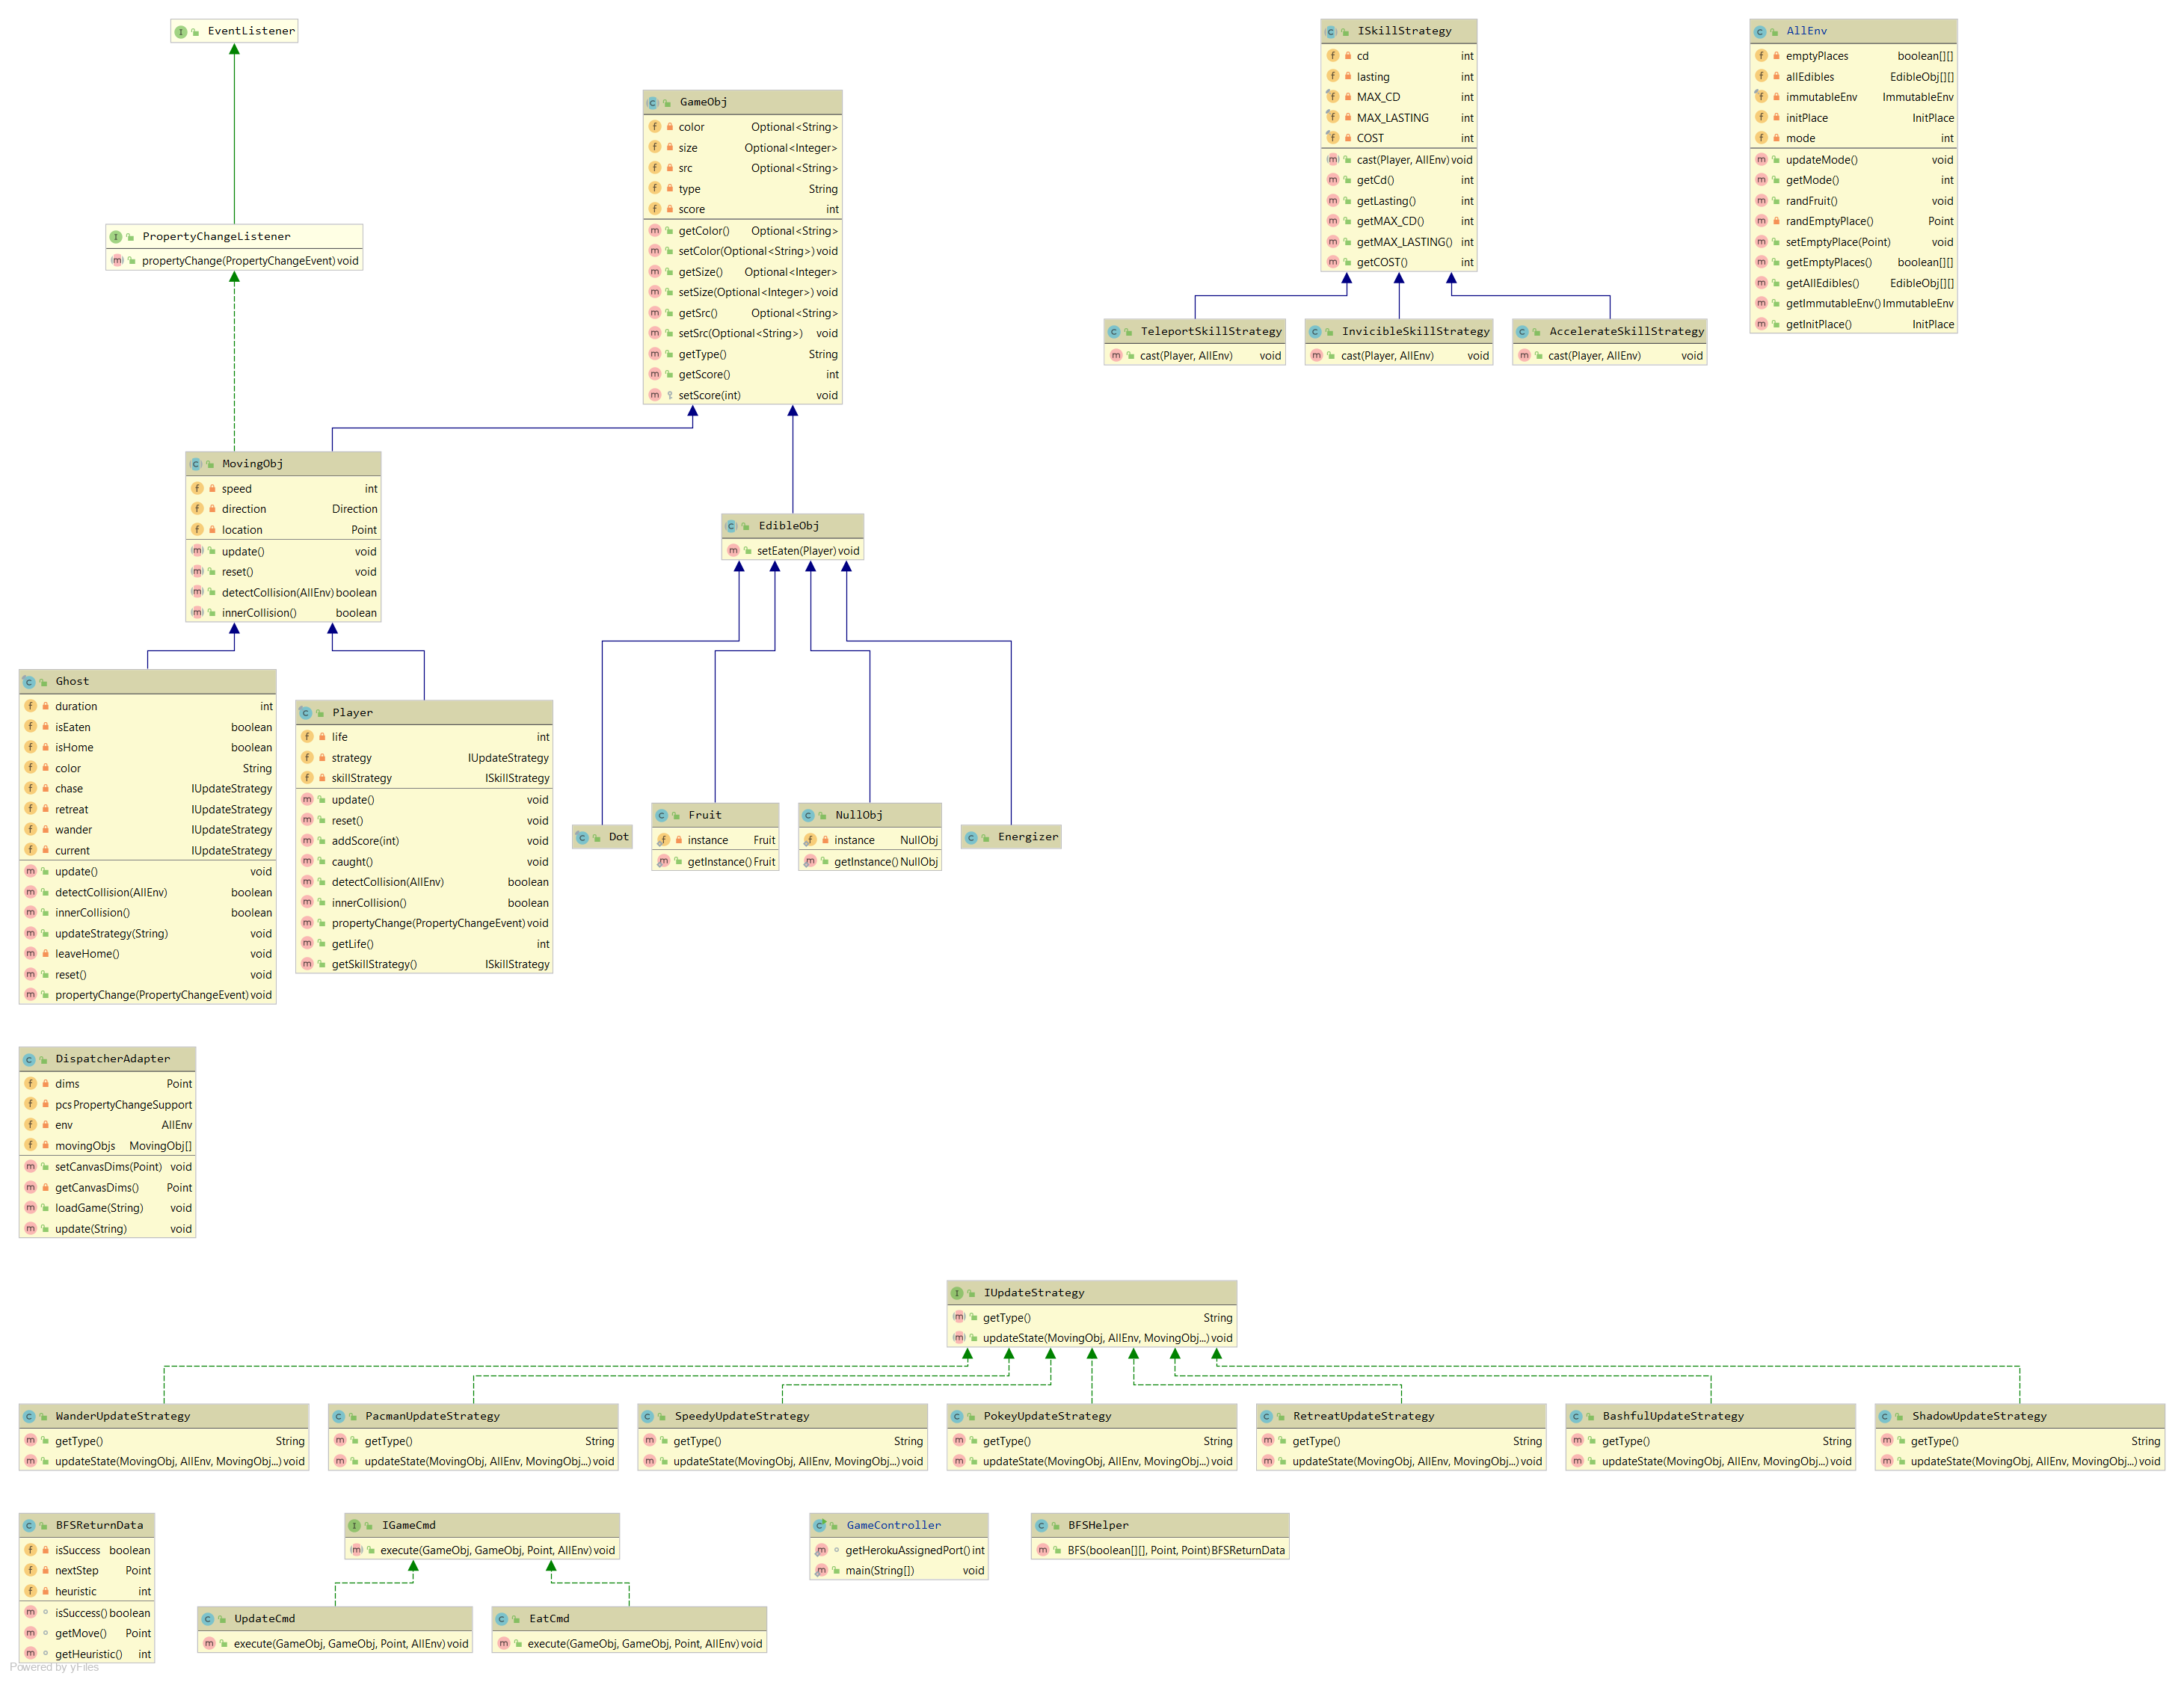 EventListener
PropertyChangeListener
propertyChange(PropertyChangeEvent) void
GameObj
color Optional<String>
size Optional<Integer>
src Optional<String>
type String
score int
getColor() Optional<String>
setColor(Optional<String>) void
getSize() Optional<Integer>
setSize(Optional<Integer>) void
getSrc() Optional<String>
setSrc(Optional<String>) void
getType() String
getScore() int
setScore(int) void
ISkillStrategy
cd int
lasting int
MAX_CD int
MAX_LASTING int
COST int
cast(Player, AllEnv) void
getCd() int
getLasting() int
getMAX_CD() int
getMAX_LASTING() int
getCOST() int
AllEnv
emptyPlaces boolean[][]
allEdibles EdibleObj[][]
immutableEnv ImmutableEnv
initPlace InitPlace
mode int
updateMode() void
getMode() int
randFruit() void
randEmptyPlace() Point
setEmptyPlace(Point) void
getEmptyPlaces() boolean[][]
getAllEdibles() EdibleObj[][]
getImmutableEnv() ImmutableEnv
getInitPlace() InitPlace
TeleportSkillStrategy
cast(Player, AllEnv) void
InvicibleSkillStrategy
cast(Player, AllEnv) void
AccelerateSkillStrategy
cast(Player, AllEnv) void
MovingObj
speed int
direction Direction
location Point
update() void
reset() void
detectCollision(AllEnv) boolean
innerCollision() boolean
EdibleObj
setEaten(Player) void
Ghost
duration int
isEaten boolean
isHome boolean
color String
chase IUpdateStrategy
retreat IUpdateStrategy
wander IUpdateStrategy
current IUpdateStrategy
update() void
detectCollision(AllEnv) boolean
innerCollision() boolean
updateStrategy(String) void
leaveHome() void
reset() void
propertyChange(PropertyChangeEvent) void
Player
life int
strategy IUpdateStrategy
skillStrategy ISkillStrategy
update() void
reset() void
addScore(int) void
caught() void
detectCollision(AllEnv) boolean
innerCollision() boolean
propertyChange(PropertyChangeEvent) void
getLife() int
getSkillStrategy() ISkillStrategy
Dot
Fruit
instance Fruit
getInstance() Fruit
NullObj
instance NullObj
getInstance() NullObj
Energizer
DispatcherAdapter
dims Point
pcs PropertyChangeSupport
env AllEnv
movingObjs MovingObj[]
setCanvasDims(Point) void
getCanvasDims() Point
loadGame(String) void
update(String) void
IUpdateStrategy
getType() String
updateState(MovingObj, AllEnv, MovingObj...) void
WanderUpdateStrategy
getType() String
updateState(MovingObj, AllEnv, MovingObj...) void
PacmanUpdateStrategy
getType() String
updateState(MovingObj, AllEnv, MovingObj...) void
SpeedyUpdateStrategy
getType() String
updateState(MovingObj, AllEnv, MovingObj...) void
PokeyUpdateStrategy
getType() String
updateState(MovingObj, AllEnv, MovingObj...) void
RetreatUpdateStrategy
getType() String
updateState(MovingObj, AllEnv, MovingObj...) void
BashfulUpdateStrategy
getType() String
updateState(MovingObj, AllEnv, MovingObj...) void
ShadowUpdateStrategy
getType() String
updateState(MovingObj, AllEnv, MovingObj...) void
BFSReturnData
isSuccess boolean
nextStep Point
heuristic int
isSuccess() boolean
getMove() Point
getHeuristic() int
IGameCmd
execute(GameObj, GameObj, Point, AllEnv) void
UpdateCmd
execute(GameObj, GameObj, Point, AllEnv) void
EatCmd
execute(GameObj, GameObj, Point, AllEnv) void
GameController
getHerokuAssignedPort() int
main(String[]) void
BFSHelper
BFS(boolean[][], Point, Point) BFSReturnData
Powered by yFiles